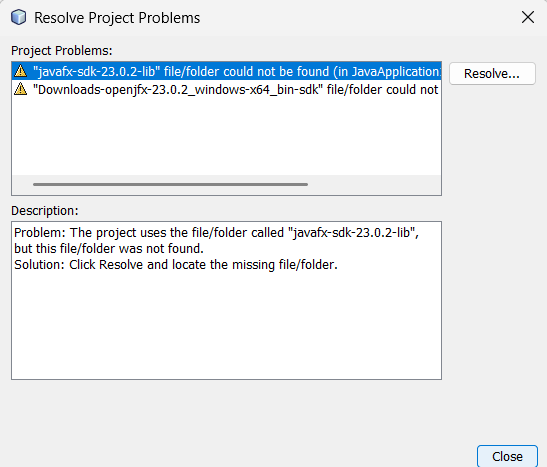 Resolve Project Problems
Project Problems:
"javafx-sdk-23.0.2-lib" file/folder could not be found (in JavaApplication
Resolve...
"Downloads-openjfx-23.0.2_windows-x64_bin-sdk" file/folder could not
Description:
Problem: The project uses the file/folder called "javafx-sdk-23.0.2-lib",
but this file/folder was not found.
Solution: Click Resolve and locate the missing file/folder.
Close